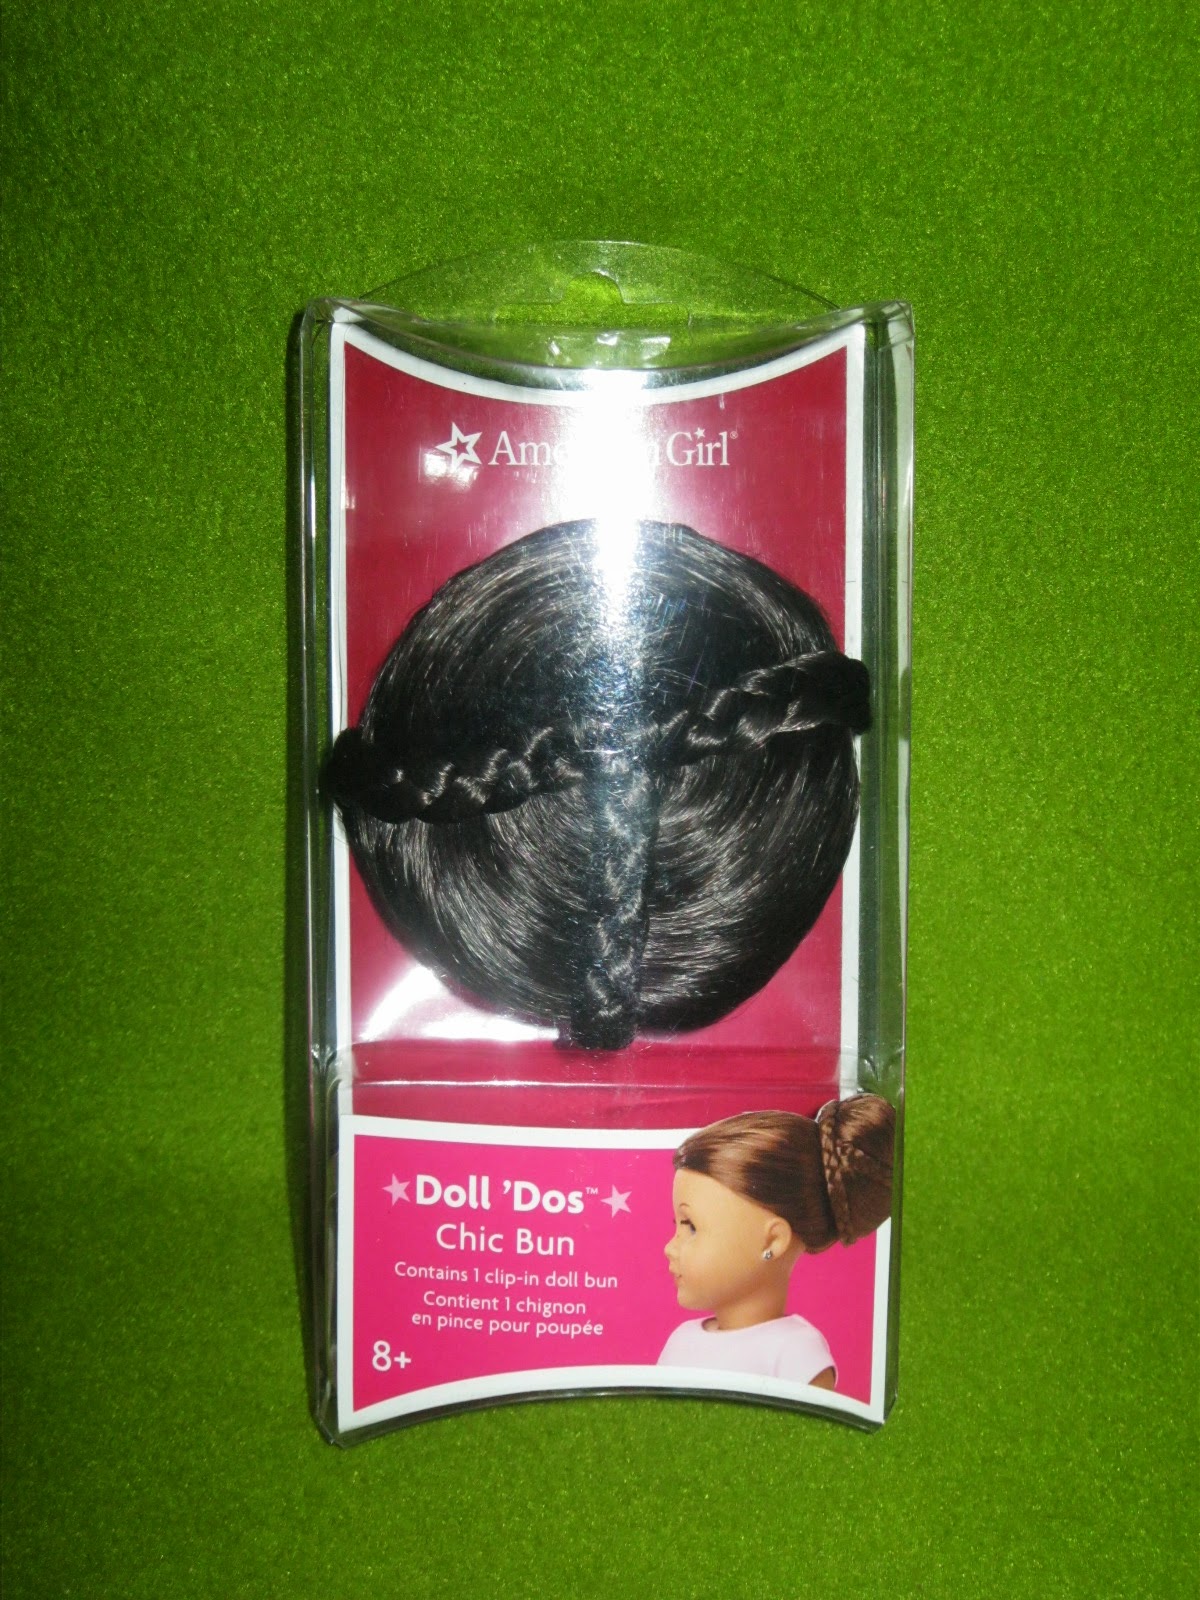 American Girl®
Doll 'Dos™
Chic Bun
Contains 1 clip-in doll bun
Contient 1 chignon
en pince pour poupée
8+